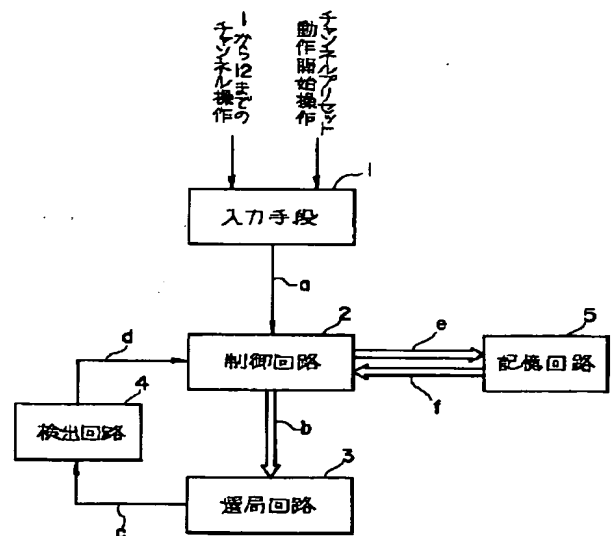 1から12までの
チャンネル操作
チャンネルプリセット
動作開始操作
1
入力手段
a
2
制御回路
e
5
記憶回路
f
d
4
検出回路
b
3
選局回路
c